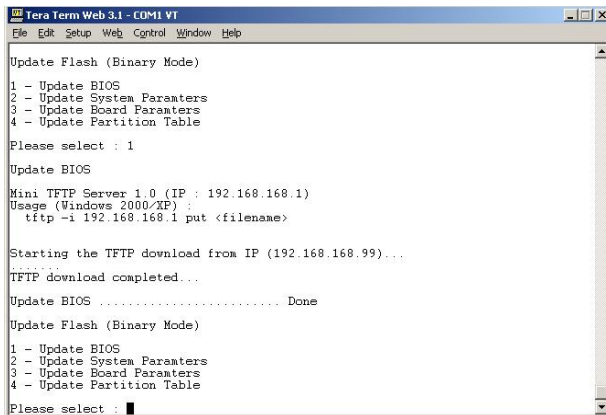 Tera Term Web 3.1 - COM1 VT
File Edit Setup Web Control Window Help
Update Flash (Binary Mode)
1 - Update BIOS
2 - Update System Paramters
3 - Update Board Paramters
4 - Update Partition Table
Please select : 1
Update BIOS
Mini TFTP Server 1.0 (IP : 192.168.168.1)
Usage (Windows 2000/XP) :
tftp -i 192.168.168.1 put <filename>
Starting the TFTP download from IP (192.168.168.99)...
.......
TFTP download completed...
Update BIOS ......................... Done
Update Flash (Binary Mode)
1 - Update BIOS
2 - Update System Paramters
3 - Update Board Paramters
4 - Update Partition Table
Please select :